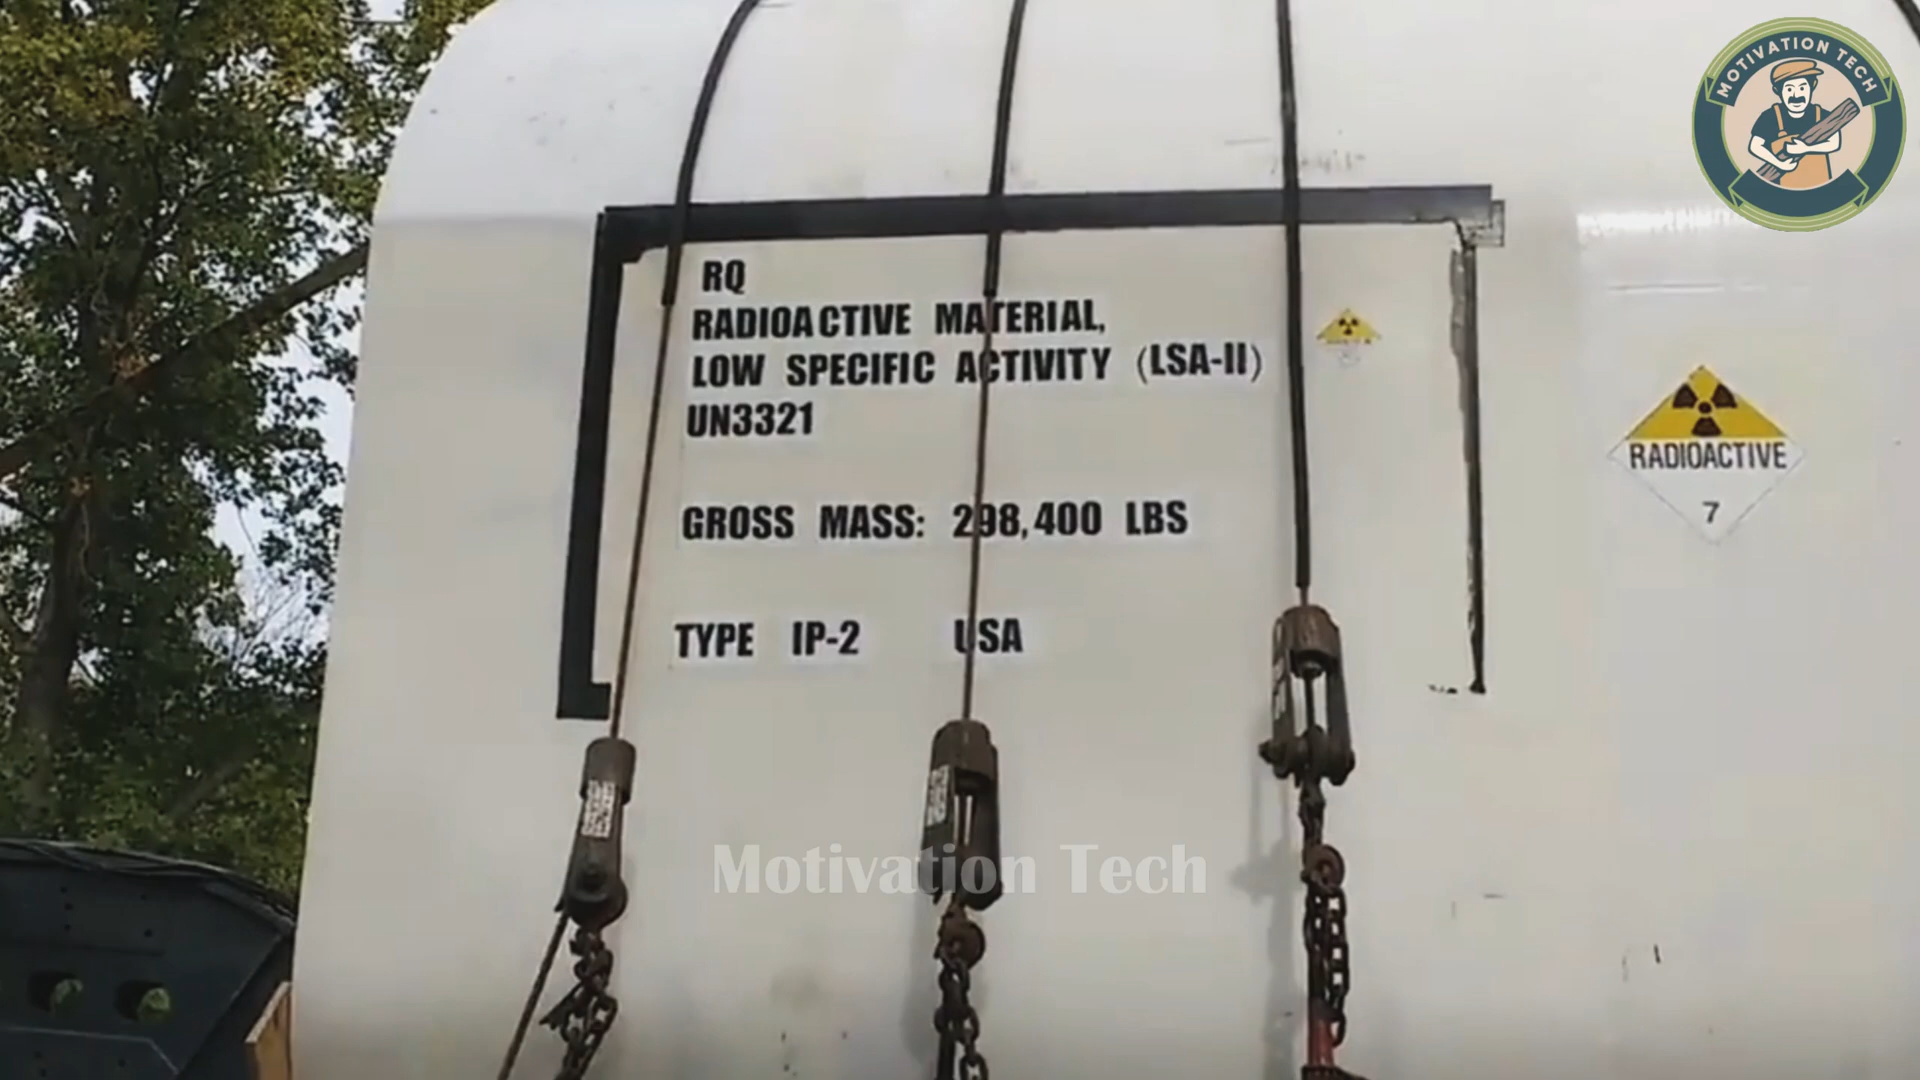 MOTIVATION TECH
RQ
RADIOACTIVE MATERIAL,
LOW SPECIFIC ACTIVITY (LSA-II)
UN3321
GROSS MASS: 298,400 LBS
TYPE IP-2 USA
RADIOACTIVE
7
Motivation Tech